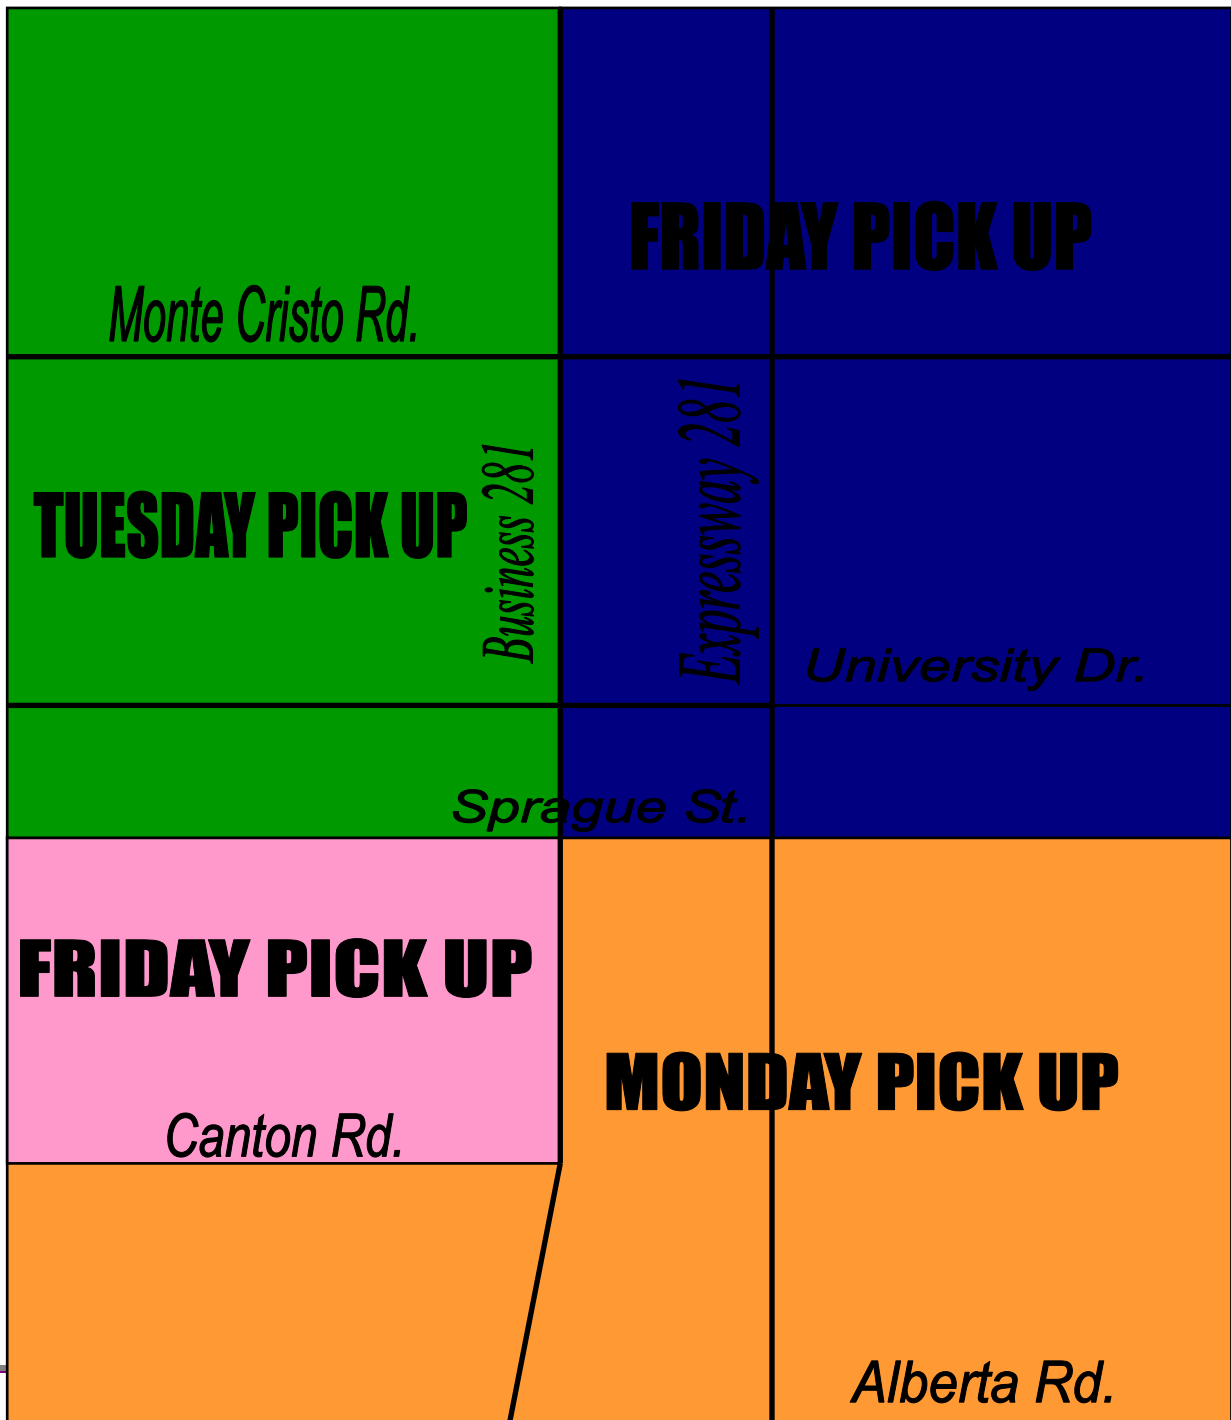 FRIDAY PICK UP
Monte Cristo Rd.
TUESDAY PICK UP
Business 281
Expressway 281
University Dr.
Sprague St.
FRIDAY PICK UP
MONDAY PICK UP
Canton Rd.
Alberta Rd.